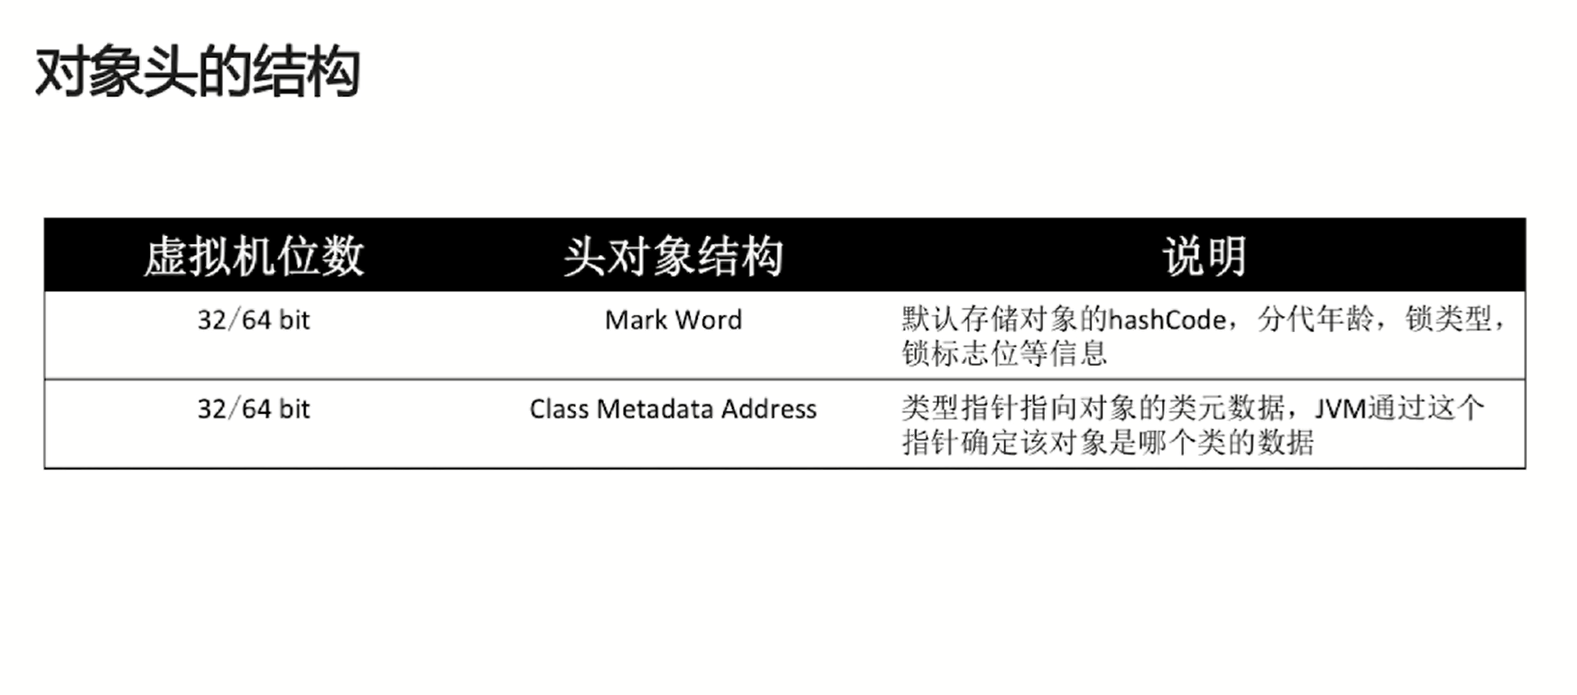 对象头的结构
虚拟机位数 头对象结构 说明
32/64 bit Mark Word 默认存储对象的hashCode，分代年龄，锁类型，
锁标志位等信息
32/64 bit Class Metadata Address 类型指针指向对象的类元数据，JVM通过这个
指针确定该对象是哪个类的数据